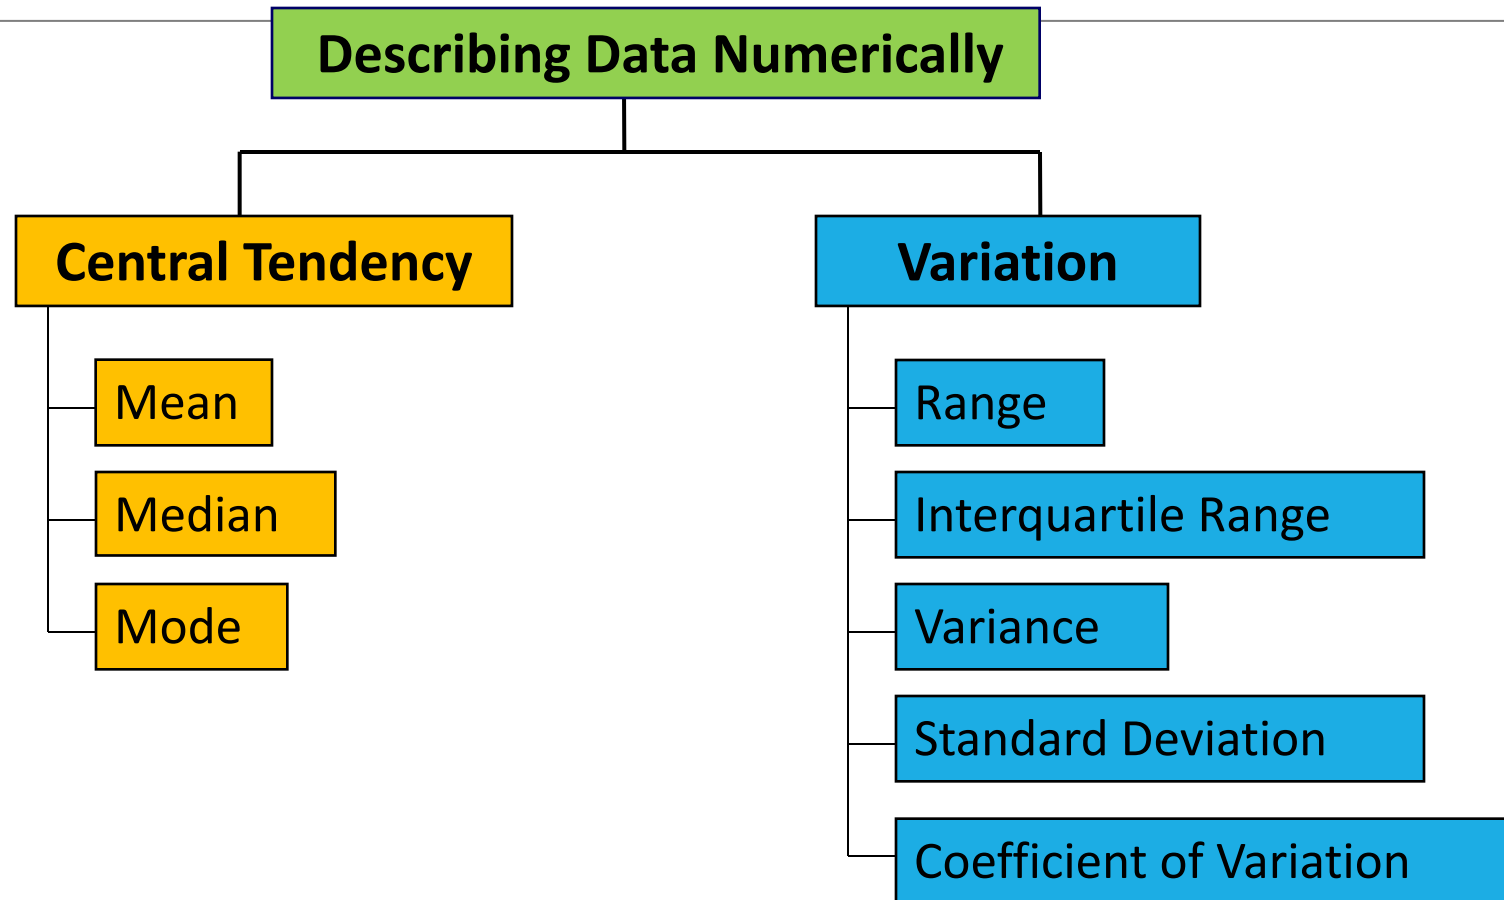 Describing Data Numerically
Central Tendency
Mean
Median
Mode
Variation
Range
Interquartile Range
Variance
Standard Deviation
Coefficient of Variation